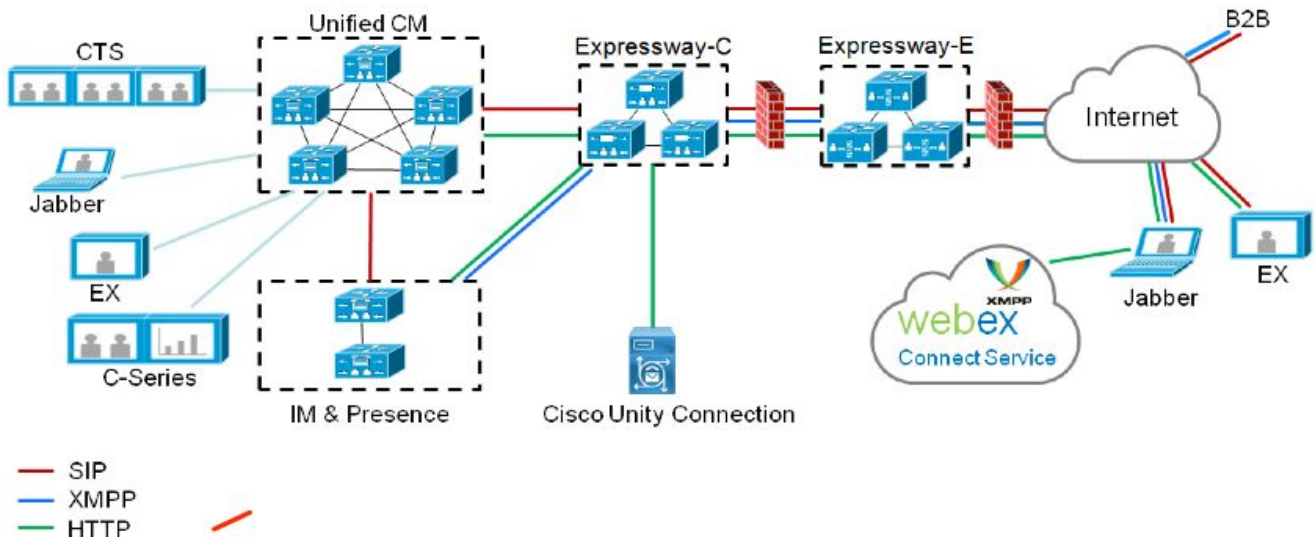 Unified CM
CTS
Expressway-C
Expressway-E
B2B
Internet
Jabber
EX
C-Series
IM & Presence
Cisco Unity Connection
XMPP
webex
Connect Service
Jabber
EX
SIP
XMPP
HTTP